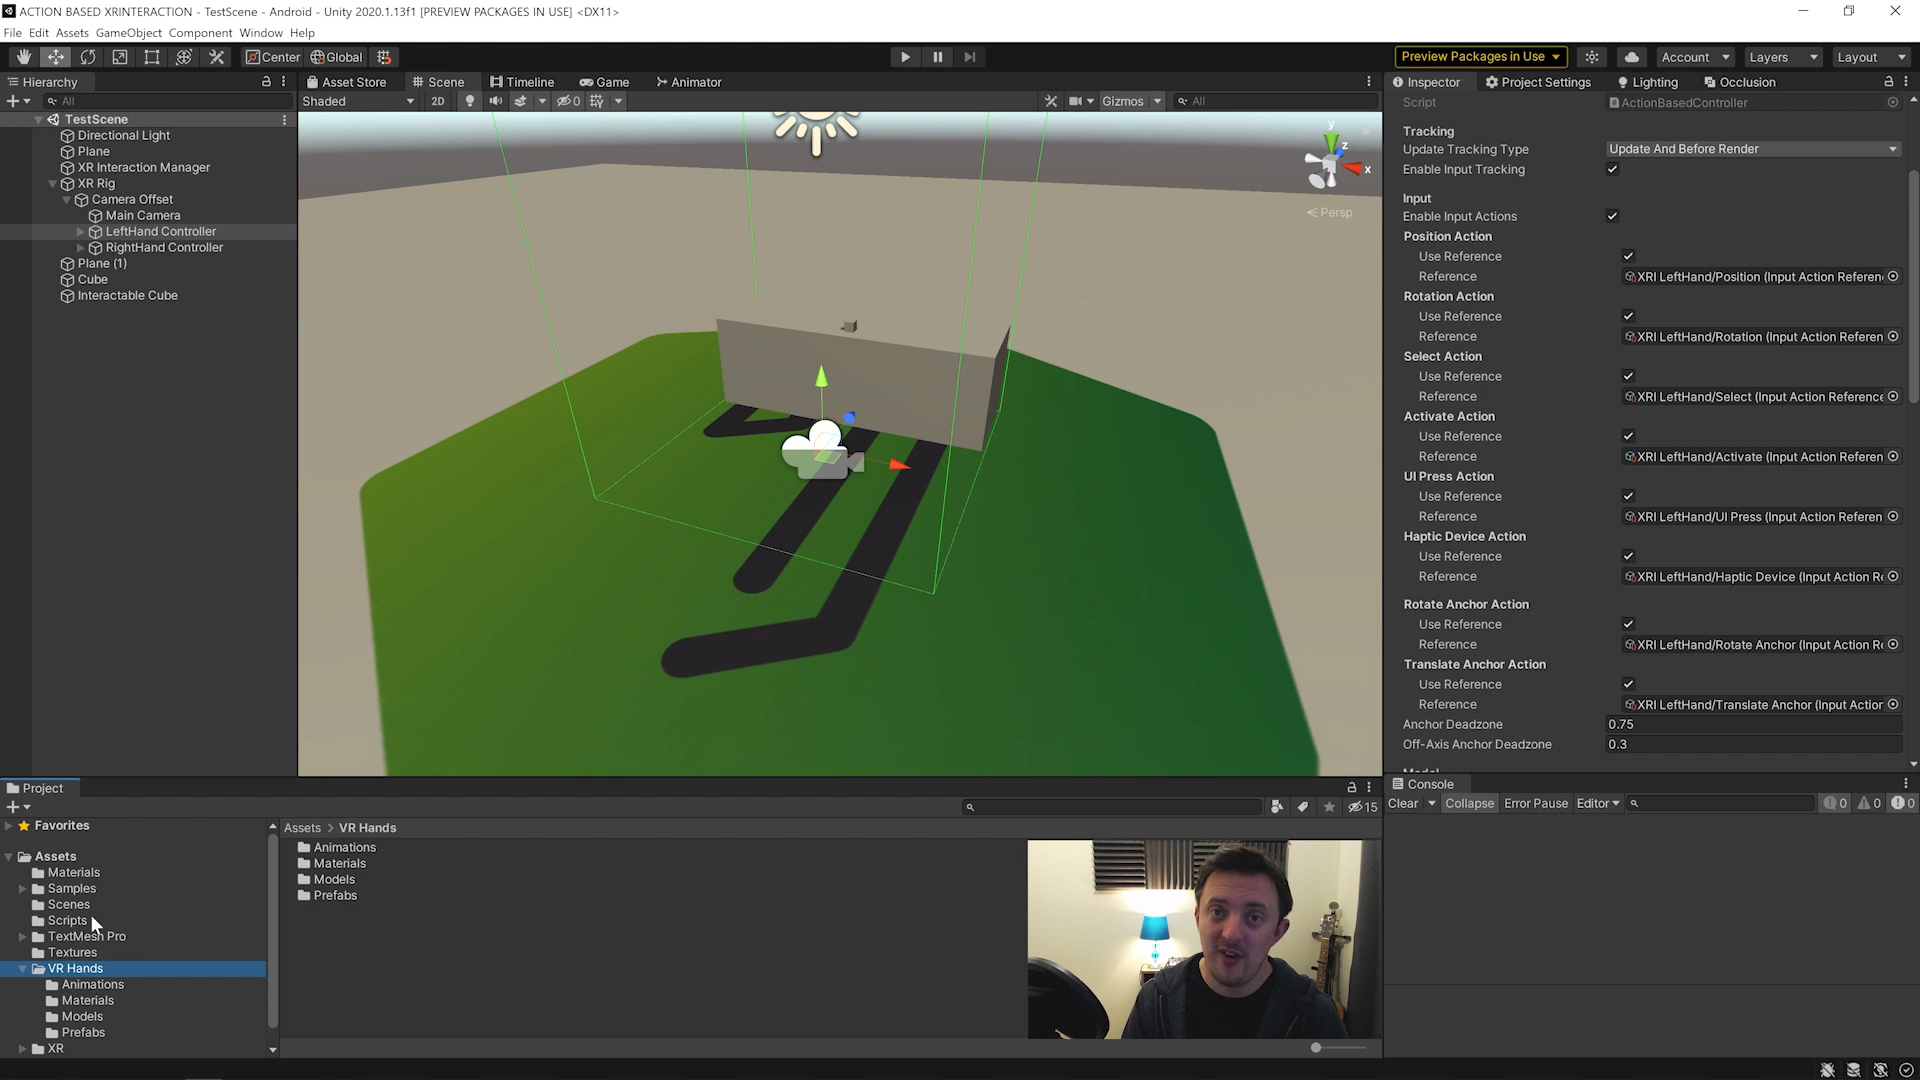 ACTION BASED XRINTERACTION - TestScene - Android - Unity 2020.1.13f1 [PREVIEW PACKAGES IN USE] <DX11>
File Edit Assets GameObject Component Window Help
Center Global Preview Packages in Use Account Layers Layout
Hierarchy Asset Store Scene Timeline Game Animator Inspector Project Settings Lighting Occlusion
All Shaded 2D 0 Gizmos All
Script ActionBasedController
TestScene
Directional Light
Plane
XR Interaction Manager
XR Rig
Camera Offset
Main Camera
LeftHand Controller
RightHand Controller
Plane (1)
Cube
Interactable Cube
y
z
x
Persp
Tracking
Update Tracking Type Update And Before Render
Enable Input Tracking
Input
Enable Input Actions
Position Action
Use Reference
Reference XRI LeftHand/Position (Input Action Referen
Rotation Action
Use Reference
Reference XRI LeftHand/Rotation (Input Action Referen
Select Action
Use Reference
Reference XRI LeftHand/Select (Input Action Reference
Activate Action
Use Reference
Reference XRI LeftHand/Activate (Input Action Referen
UI Press Action
Use Reference
Reference XRI LeftHand/UI Press (Input Action Referen
Haptic Device Action
Use Reference
Reference XRI LeftHand/Haptic Device (Input Action Re
Rotate Anchor Action
Use Reference
Reference XRI LeftHand/Rotate Anchor (Input Action Re
Translate Anchor Action
Use Reference
Reference XRI LeftHand/Translate Anchor (Input Action
Anchor Deadzone 0.75
Off-Axis Anchor Deadzone 0.3
Project
15
Favorites
Assets
Materials
Samples
Scenes
Scripts
TextMesh Pro
Textures
VR Hands
Animations
Materials
Models
Prefabs
XR
Assets > VR Hands
Animations
Materials
Models
Prefabs
Console
Clear Collapse Error Pause Editor 0 0 0